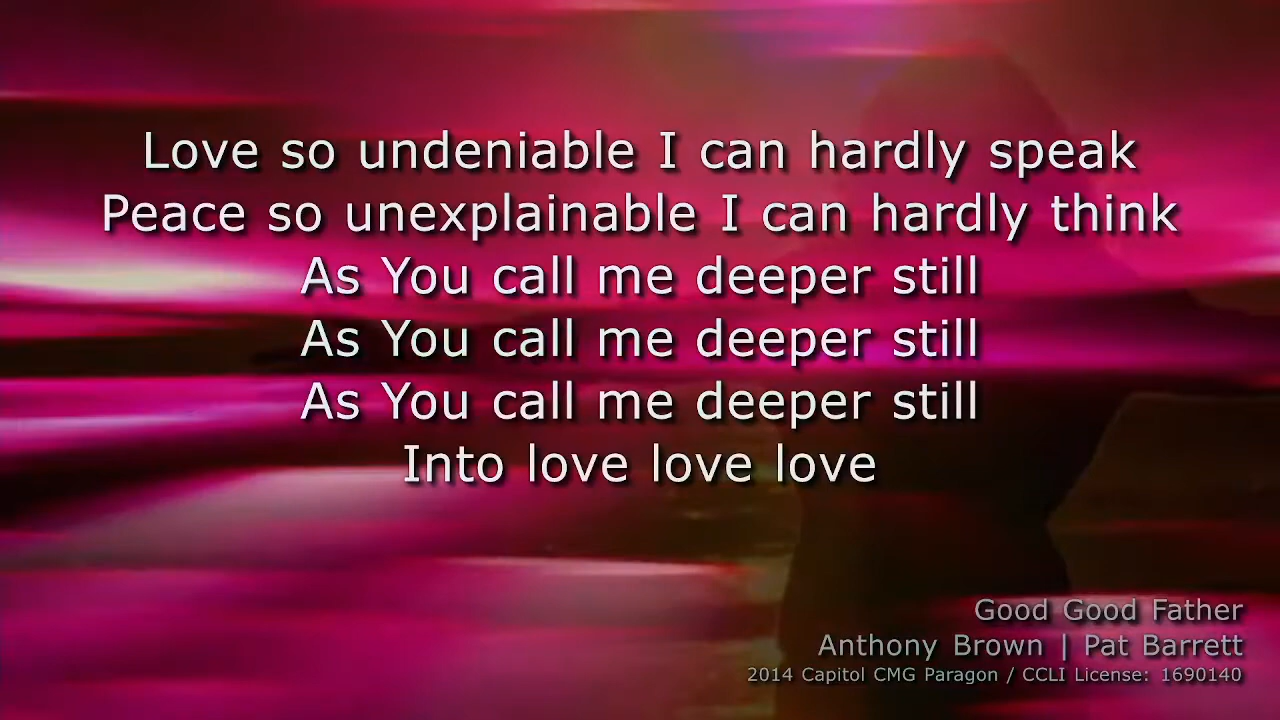 Love so undeniable I can hardly speak
Peace so unexplainable I can hardly think
As You call me deeper still
As You call me deeper still
As You call me deeper still
Into love love love
Good Good Father
Anthony Brown | Pat Barrett
2014 Capitol CMG Paragon / CCLI License: 1690140